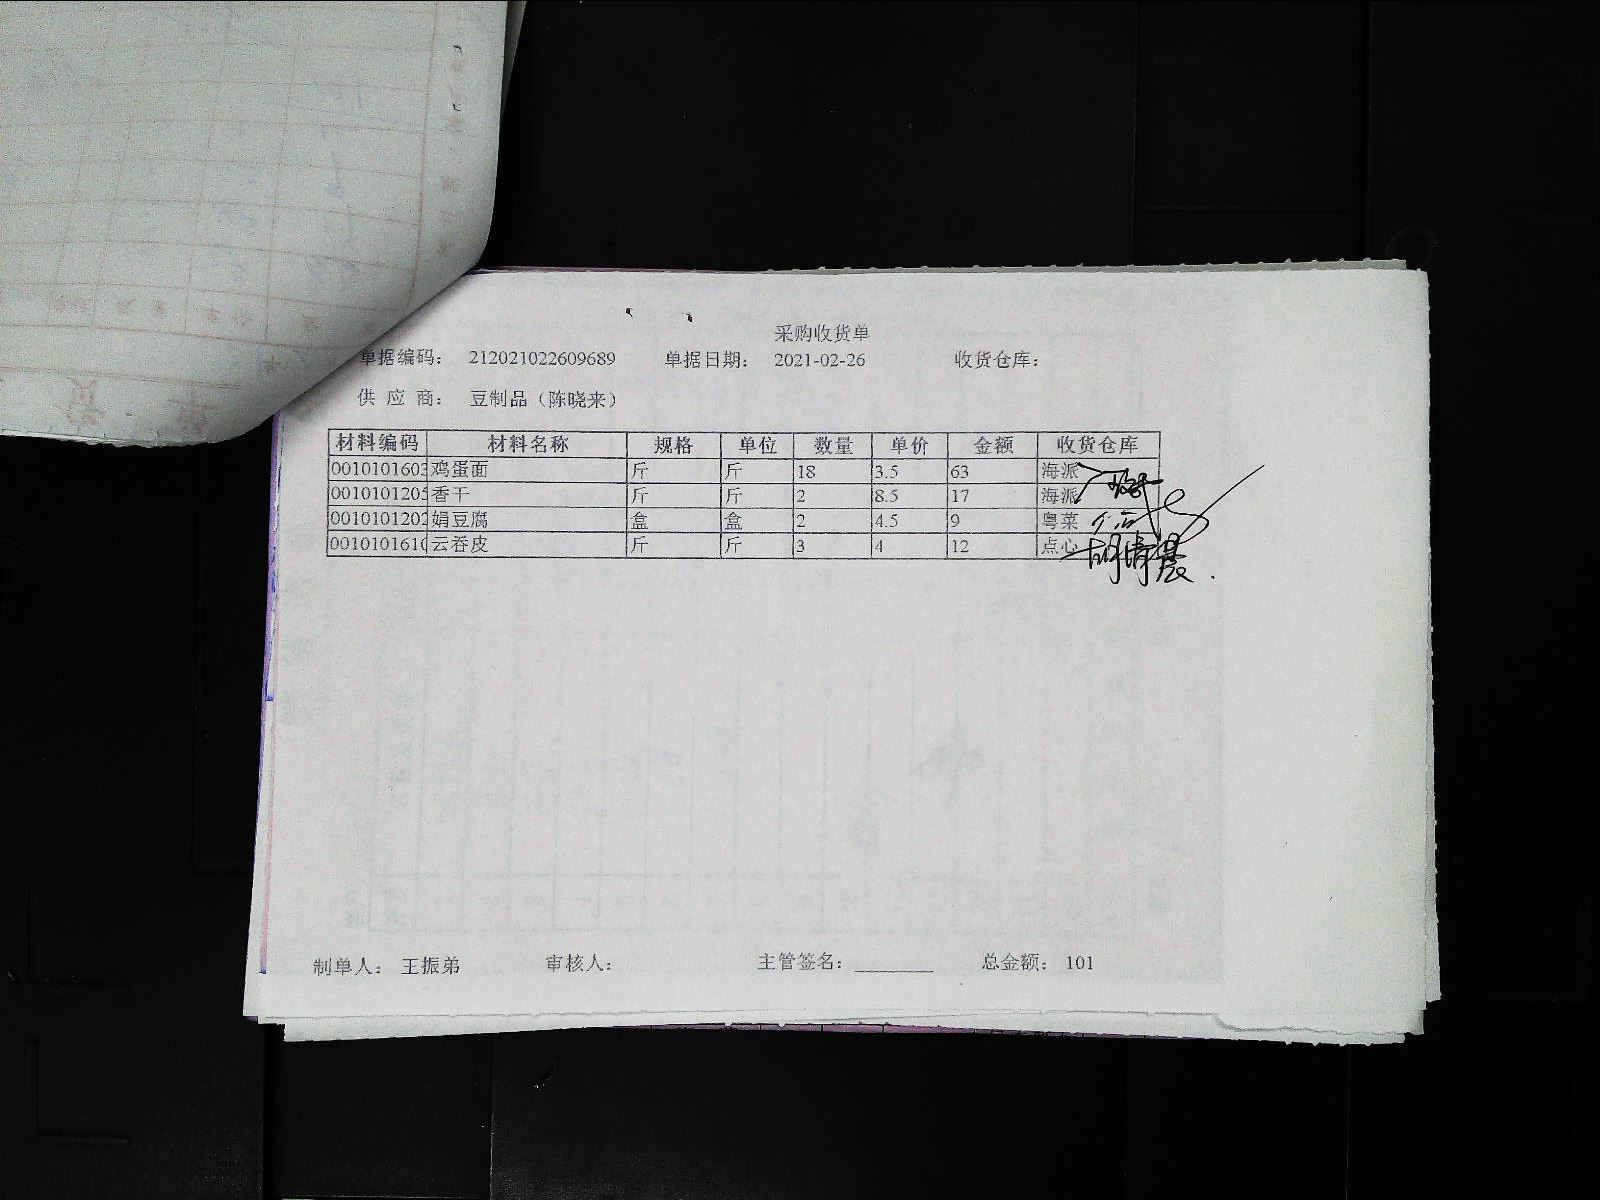 采购收货单
单据编码： 212021022609689 单据日期： 2021-02-26 收货仓库：
供 应 商： 豆制品（陈晓来）
材料编码 材料名称 规格 单位 数量 单价 金额 收货仓库
0010101603 鸡蛋面 斤 斤 18 3.5 63 海派
0010101205 香干 斤 斤 2 8.5 17 海派
0010101202 娟豆腐 盒 盒 2 4.5 9 粤菜
0010101610 云吞皮 斤 斤 3 4 12 点心
胡清晨
制单人： 王振弟 审核人： 主管签名：________ 总金额： 101